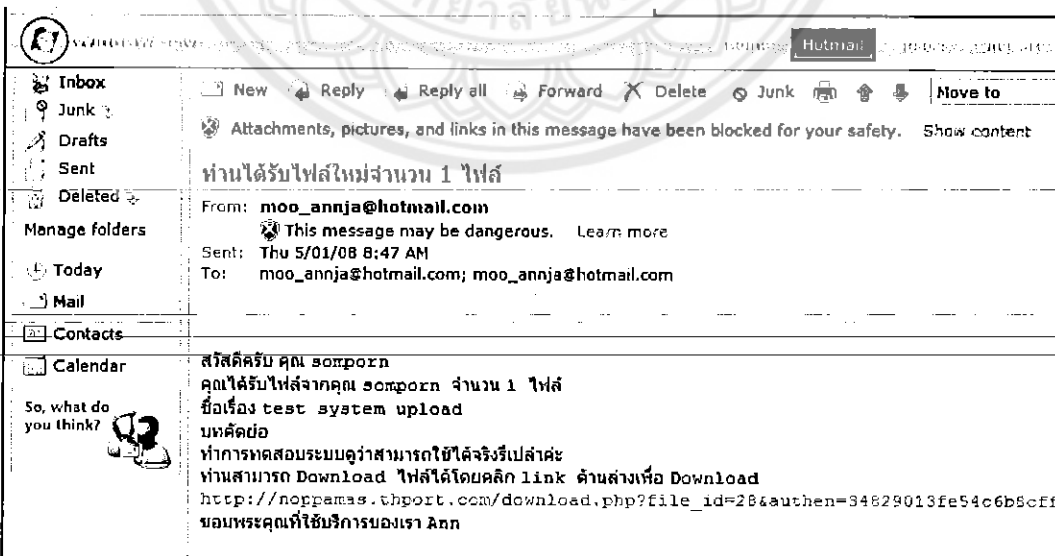 Hotmail
Inbox
Junk
Drafts
Sent
Deleted
Manage folders
Today
Mail
Contacts
Calendar
So, what do
you think?
New Reply Reply all Forward Delete Junk Move to
Attachments, pictures, and links in this message have been blocked for your safety. Show content
ท่านได้รับไฟล์ใหม่จำนวน 1 ไฟล์
From: moo_annja@hotmail.com
This message may be dangerous. Learn more
Sent: Thu 5/01/08 8:47 AM
To: moo_annja@hotmail.com; moo_annja@hotmail.com
สวัสดีครับ คุณ somporn
คุณได้รับไฟล์จากคุณ somporn จำนวน 1 ไฟล์
ชื่อเรื่อง test system upload
บทคัดย่อ
ทำการทดสอบระบบดูว่าสามารถใช้ได้จริงรึเปล่าค่ะ
ท่านสามารถ Download ไฟล์ได้โดยคลิก link ด้านล่างเพื่อ Download
http://noppamas.thport.com/download.php?file_id=28&authen=34829013fe54c6b8cff
ขอบพระคุณที่ใช้บริการของเรา Ann